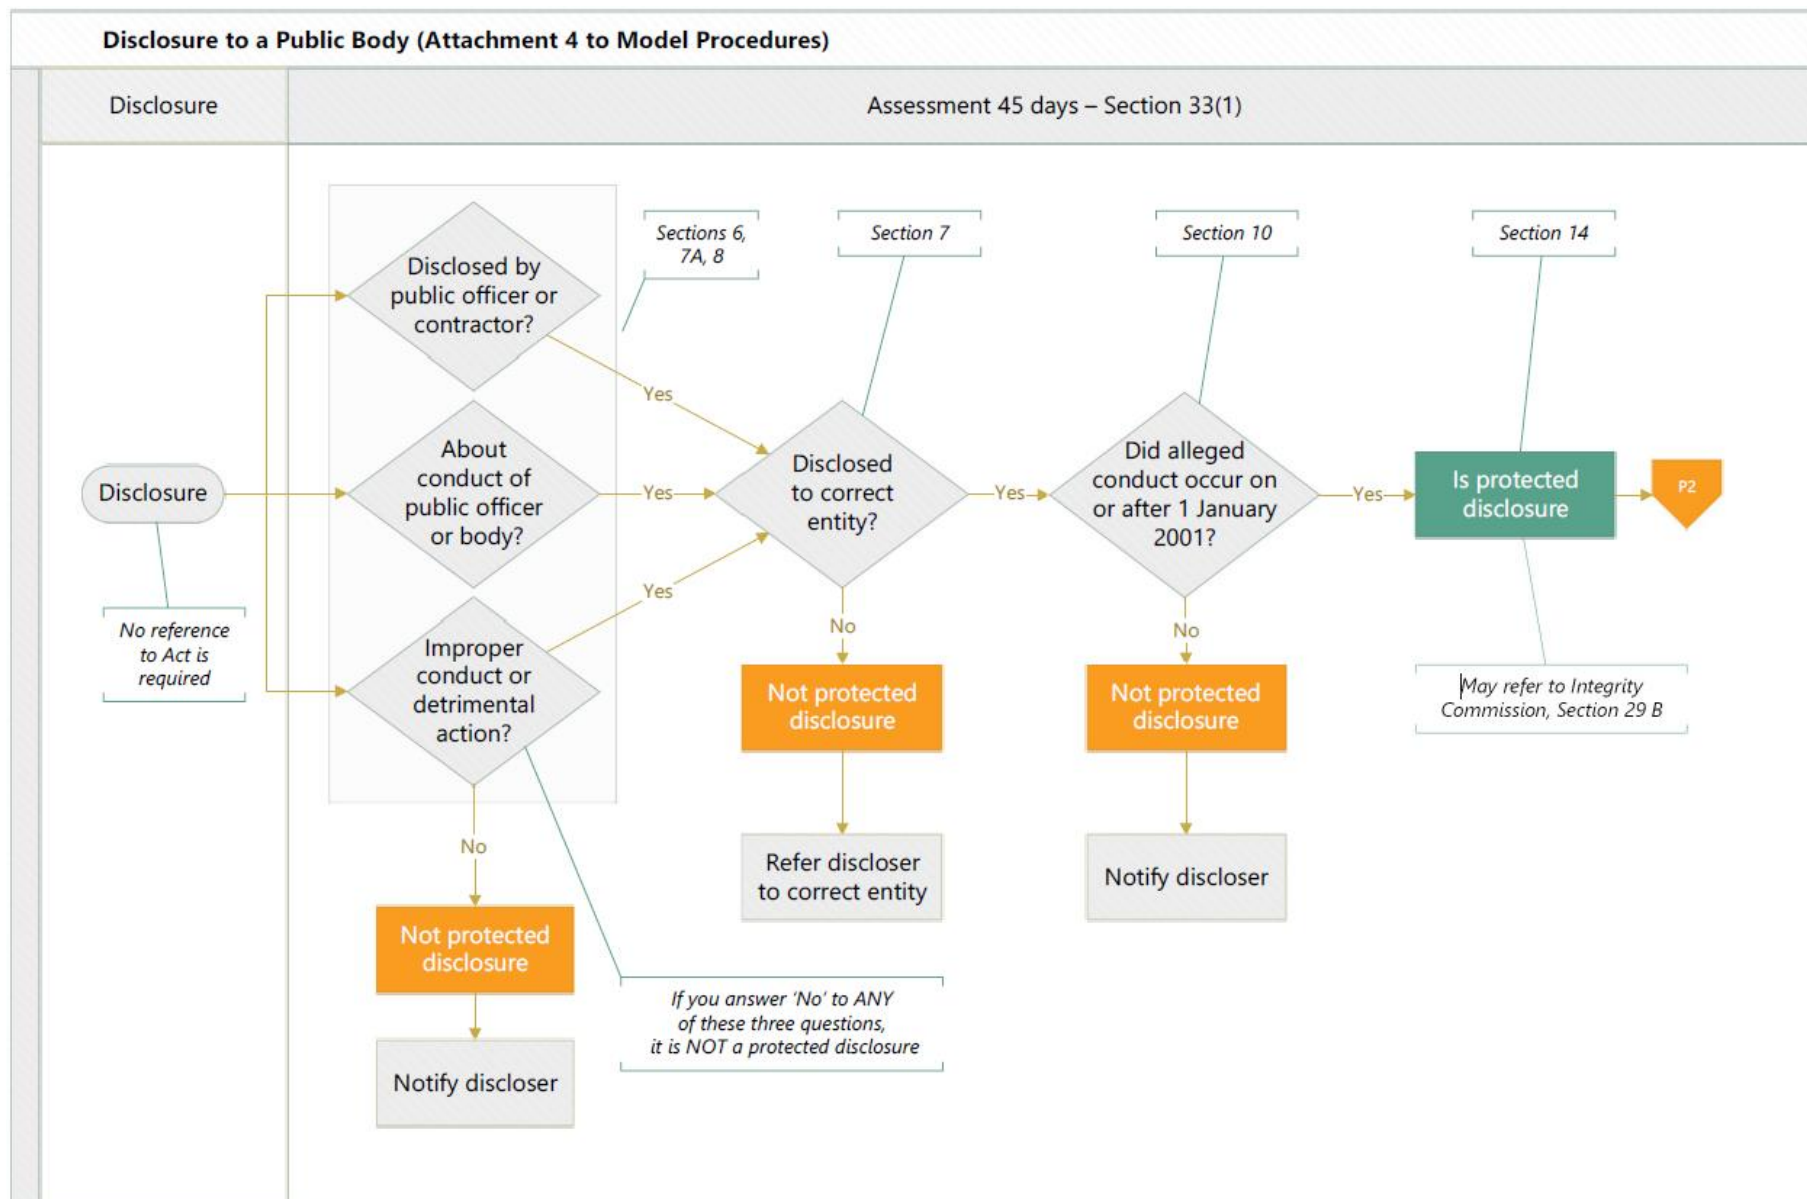 Disclosure to a Public Body (Attachment 4 to Model Procedures)
Disclosure
Assessment 45 days – Section 33(1)
Disclosure
No reference
to Act is
required
Disclosed by
public officer or
contractor?
About
conduct of
public officer
or body?
Improper
conduct or
detrimental
action?
Sections 6,
7A, 8
Yes
Yes
Yes
No
Not protected
disclosure
Notify discloser
If you answer ‘No’ to ANY
of these three questions,
it is NOT a protected disclosure
Section 7
Disclosed
to correct
entity?
Yes
No
Not protected
disclosure
Refer discloser
to correct entity
Section 10
Did alleged
conduct occur on
or after 1 January
2001?
Yes
No
Not protected
disclosure
Notify discloser
Section 14
Is protected
disclosure
P2
May refer to Integrity
Commission, Section 29 B